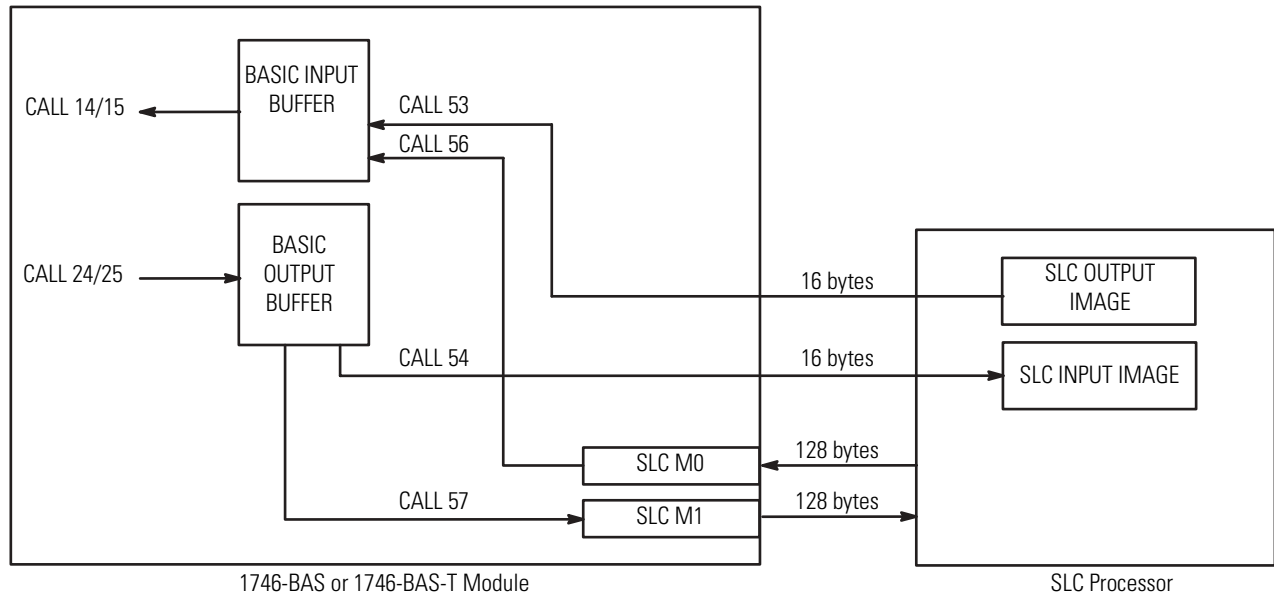 BASIC INPUT
BUFFER
CALL 14/15
CALL 53
CALL 56
BASIC
OUTPUT
BUFFER
CALL 24/25
16 bytes
SLC OUTPUT
IMAGE
CALL 54
16 bytes
SLC INPUT IMAGE
SLC M0
128 bytes
CALL 57
SLC M1
128 bytes
1746-BAS or 1746-BAS-T Module
SLC Processor